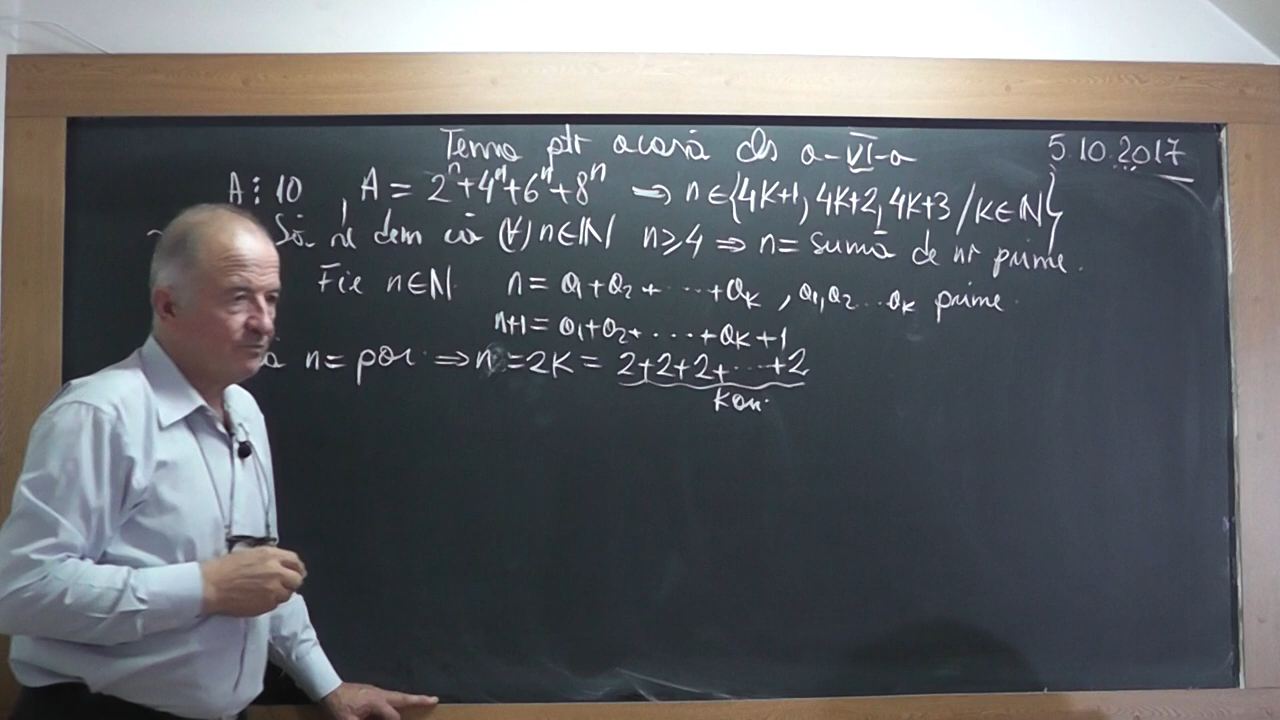 Tema ptr acasă cls a-VI-a 5.10.2017
A⋮10, A = 2ⁿ+4ⁿ+6ⁿ+8ⁿ → n∈{4K+1, 4K+2, 4K+3 / K∈N}
Să se dem că (∀) n∈N n≥4 ⇒ n = sumă de nr prime.
Fie n∈N n = a₁+a₂+ ⋯ +aₖ, a₁,a₂ … aₖ prime.
n+1 = a₁+a₂+ ⋯ +aₖ+1
n = par ⇒ n = 2K = 2+2+2+ ⋯ +2
K ori